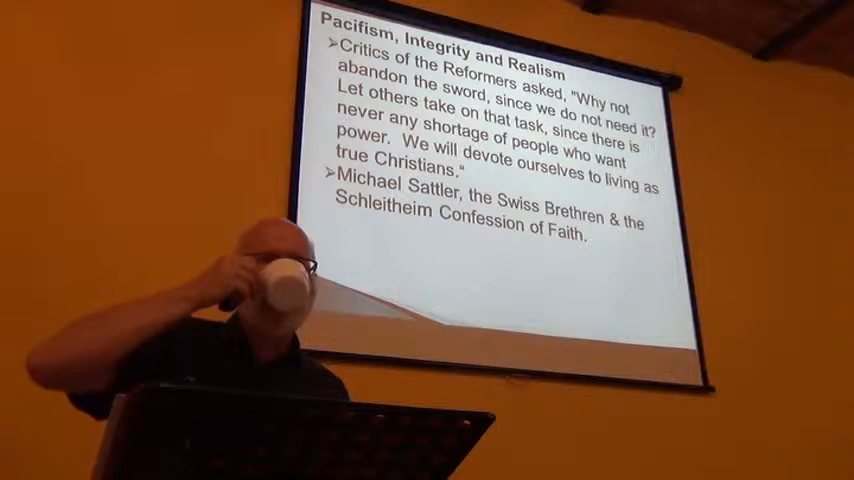 Pacifism, Integrity and Realism
➢Critics of the Reformers asked, "Why not
abandon the sword, since we do not need it?
Let others take on that task, since there is
never any shortage of people who want
power. We will devote ourselves to living as
true Christians."
➢Michael Sattler, the Swiss Brethren & the
Schleitheim Confession of Faith.